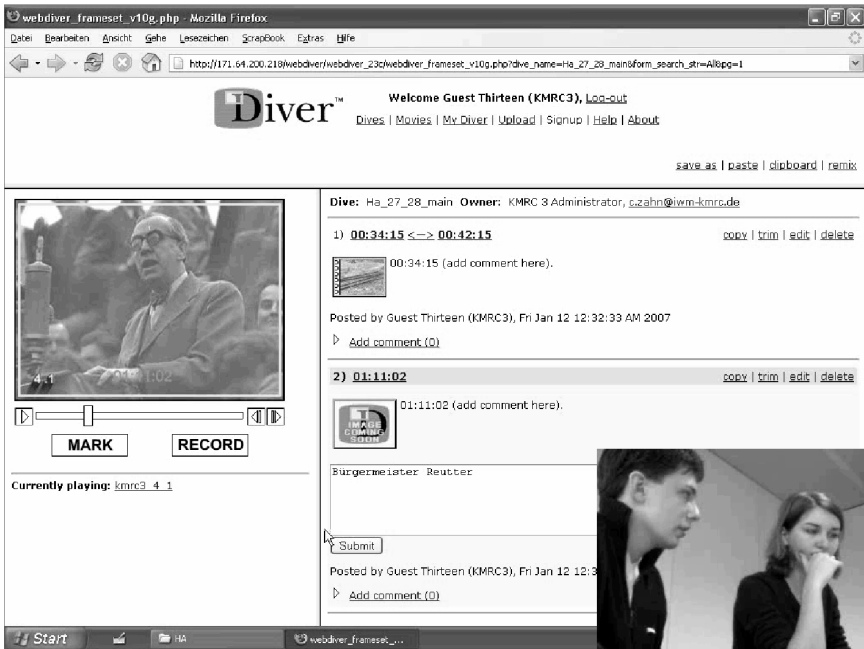 webdiver_frameset_v10g.php - Mozilla Firefox
Datei Bearbeiten Ansicht Gehe Lesezeichen ScrapBook Extras Hilfe
http://171.64.200.218/webdiver/webdiver_23c/webdiver_frameset_v10g.php?dive_name=Ha_27_28_main&form_search_str=All&pg=1
Diver™
Welcome Guest Thirteen (KMRC3), Log-out
Dives | Movies | My Diver | Upload | Signup | Help | About
save as | paste | clipboard | remix
4.1 01:11:02
MARK RECORD
Currently playing: kmrc3_4_1
Dive: Ha_27_28_main Owner: KMRC 3 Administrator, c.zahn@iwm-kmrc.de
1) 00:34:15 <—> 00:42:15 copy | trim | edit | delete
00:34:15 (add comment here).
Posted by Guest Thirteen (KMRC3), Fri Jan 12 12:32:33 AM 2007
Add comment (0)
2) 01:11:02 copy | trim | edit | delete
01:11:02 (add comment here).
IMAGE
COMING
SOON
Bürgermeister Reutter
Submit
Posted by Guest Thirteen (KMRC3), Fri Jan 12 12:3
Add comment (0)
Start HA webdiver_frameset_...